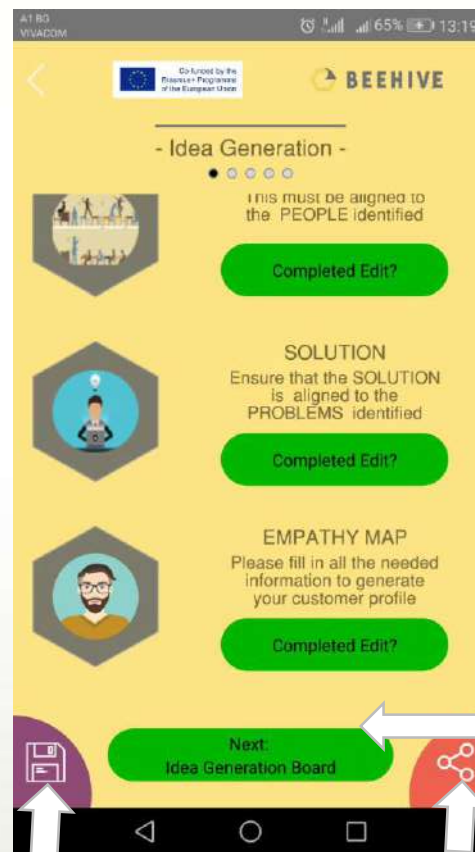 A1 BG
VIVACOM
65% 13:19
Co-funded by the
Erasmus+ Programme
of the European Union
BEEHIVE
- Idea Generation -
This must be aligned to
the PEOPLE identified
Completed Edit?
SOLUTION
Ensure that the SOLUTION
is aligned to the
PROBLEMS identified
Completed Edit?
EMPATHY MAP
Please fill in all the needed
information to generate
your customer profile
Completed Edit?
Next:
Idea Generation Board